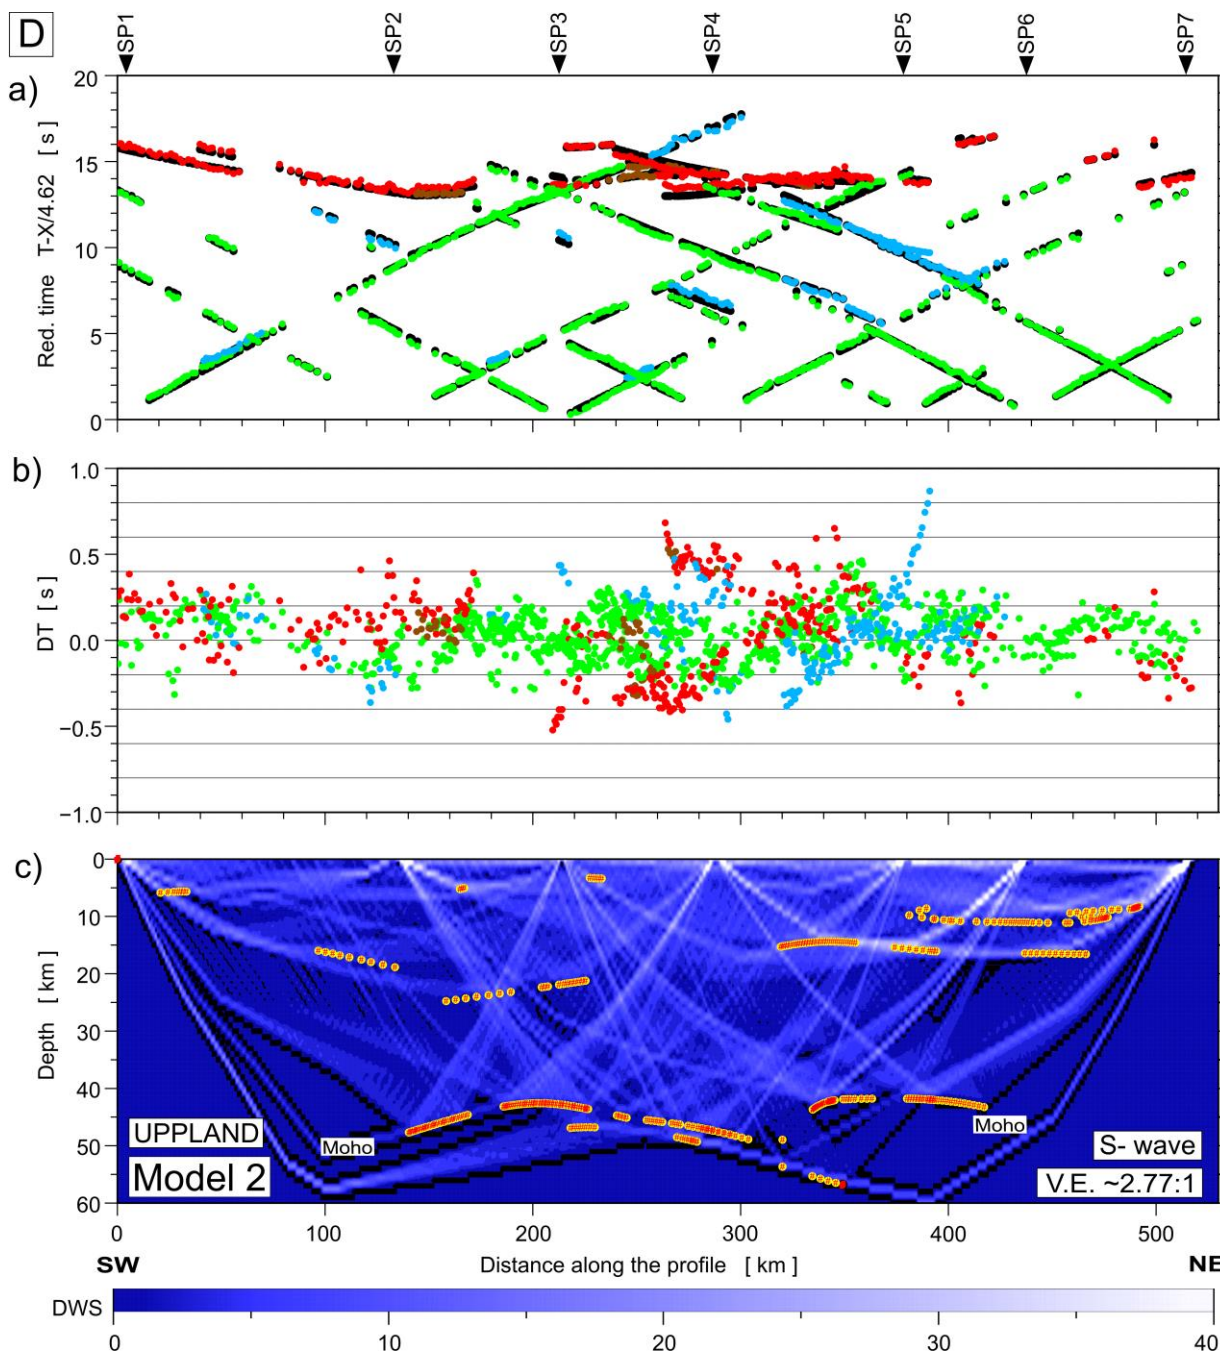 D
SP1 SP2 SP3 SP4 SP5 SP6 SP7
a)
Red. time T-X/4.62 [ s ]
20
15
10
5
0
b)
DT [ s ]
1.0
0.5
0.0
−0.5
−1.0
c)
Depth [ km ]
0
10
20
30
40
50
60
UPPLAND
Model 2
Moho
Moho
S- wave
V.E. ~2.77:1
0 100 200 300 400 500
SW Distance along the profile [ km ] NE
DWS
0 10 20 30 40